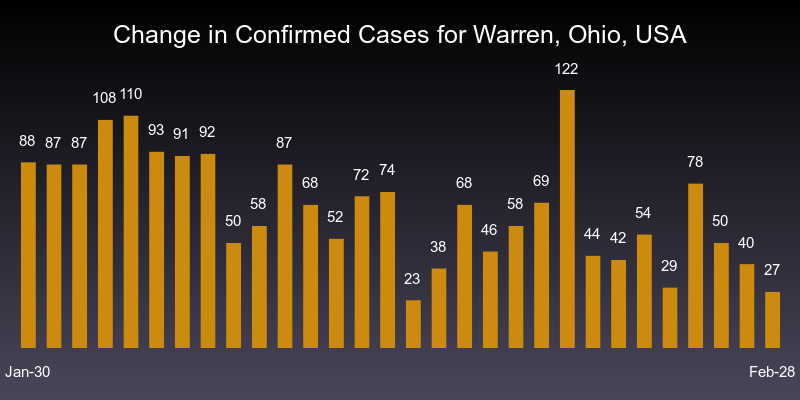 Change in Confirmed Cases for Warren, Ohio, USA
88 87 87 108 110 93 91 92 50 58 87 68 52 72 74 23 38 68 46 58 69 122 44 42 54 29 78 50 40 27
Jan-30 Feb-28